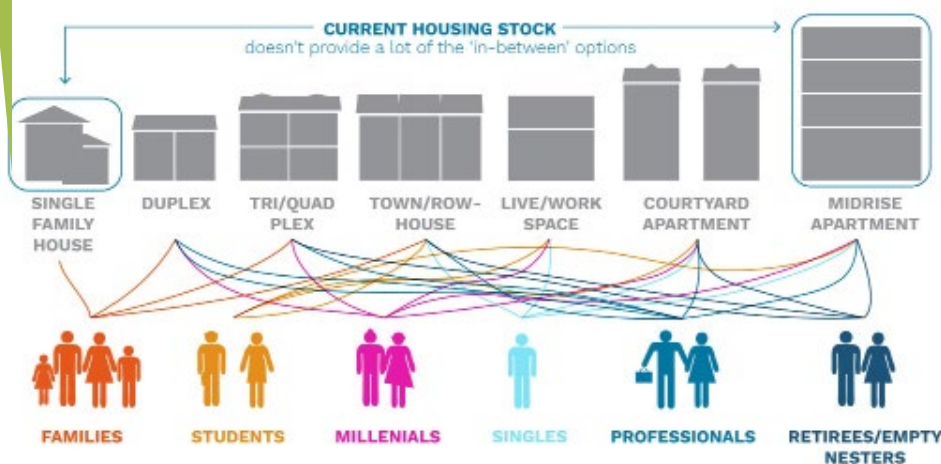 CURRENT HOUSING STOCK
doesn't provide a lot of the 'in-between' options
SINGLE
FAMILY
HOUSE
DUPLEX
TRI/QUAD
PLEX
TOWN/ROW-
HOUSE
LIVE/WORK
SPACE
COURTYARD
APARTMENT
MIDRISE
APARTMENT
FAMILIES
STUDENTS
MILLENIALS
SINGLES
PROFESSIONALS
RETIREES/EMPTY
NESTERS